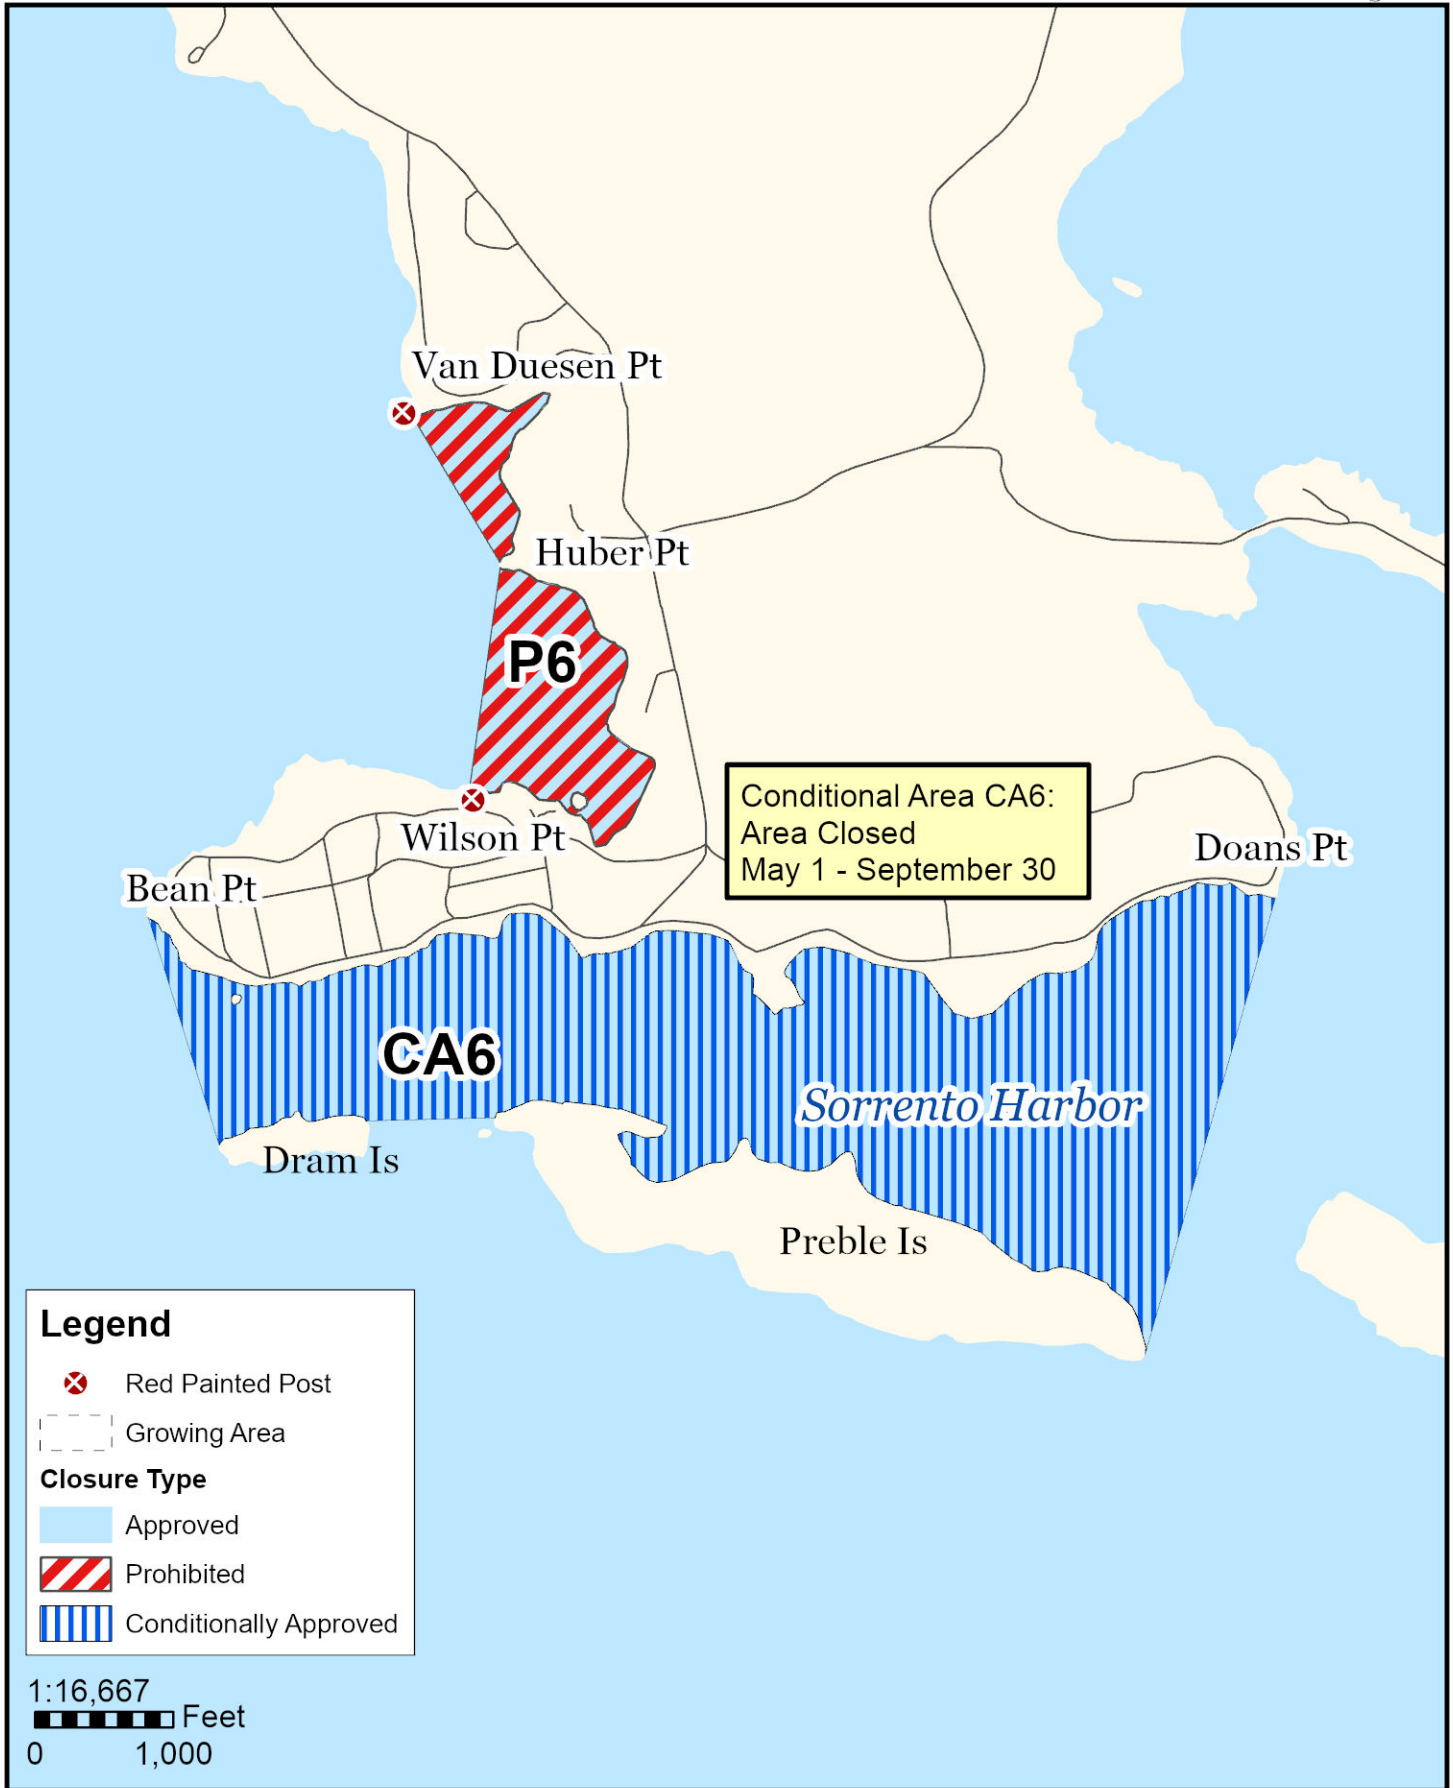 Van Duesen Pt
Huber Pt
P6
Conditional Area CA6:
Area Closed
May 1 - September 30
Wilson Pt
Doans Pt
Bean Pt
CA6
Sorrento Harbor
Dram Is
Preble Is
Legend
Red Painted Post
Growing Area
Closure Type
Approved
Prohibited
Conditionally Approved
1:16,667
Feet
0 1,000